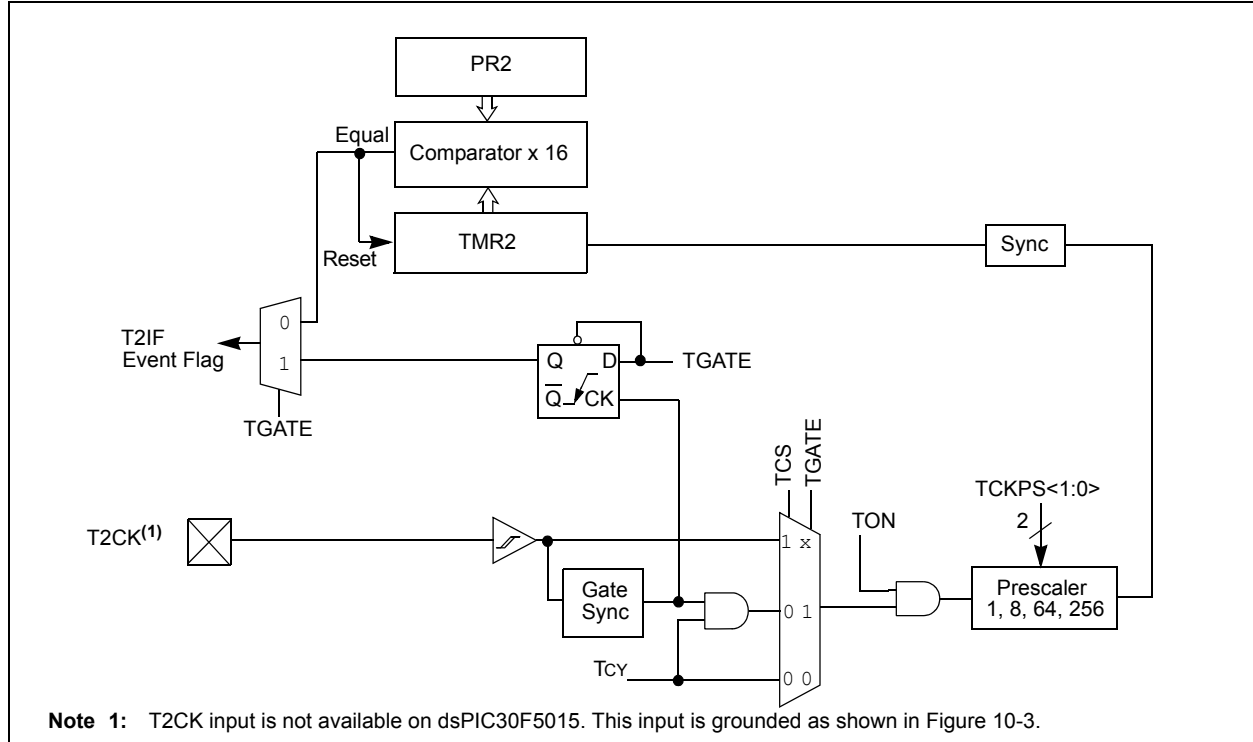 PR2
Equal
Comparator x 16
Reset
TMR2
Sync
0
T2IF
Event Flag
1
Q D
TGATE
Q̅ CK
TGATE
TCS
TGATE
TCKPS<1:0>
TON
2
T2CK(1)
1 x
Gate
Sync
0 1
Prescaler
1, 8, 64, 256
TCY
0 0
Note 1: T2CK input is not available on dsPIC30F5015. This input is grounded as shown in Figure 10-3.